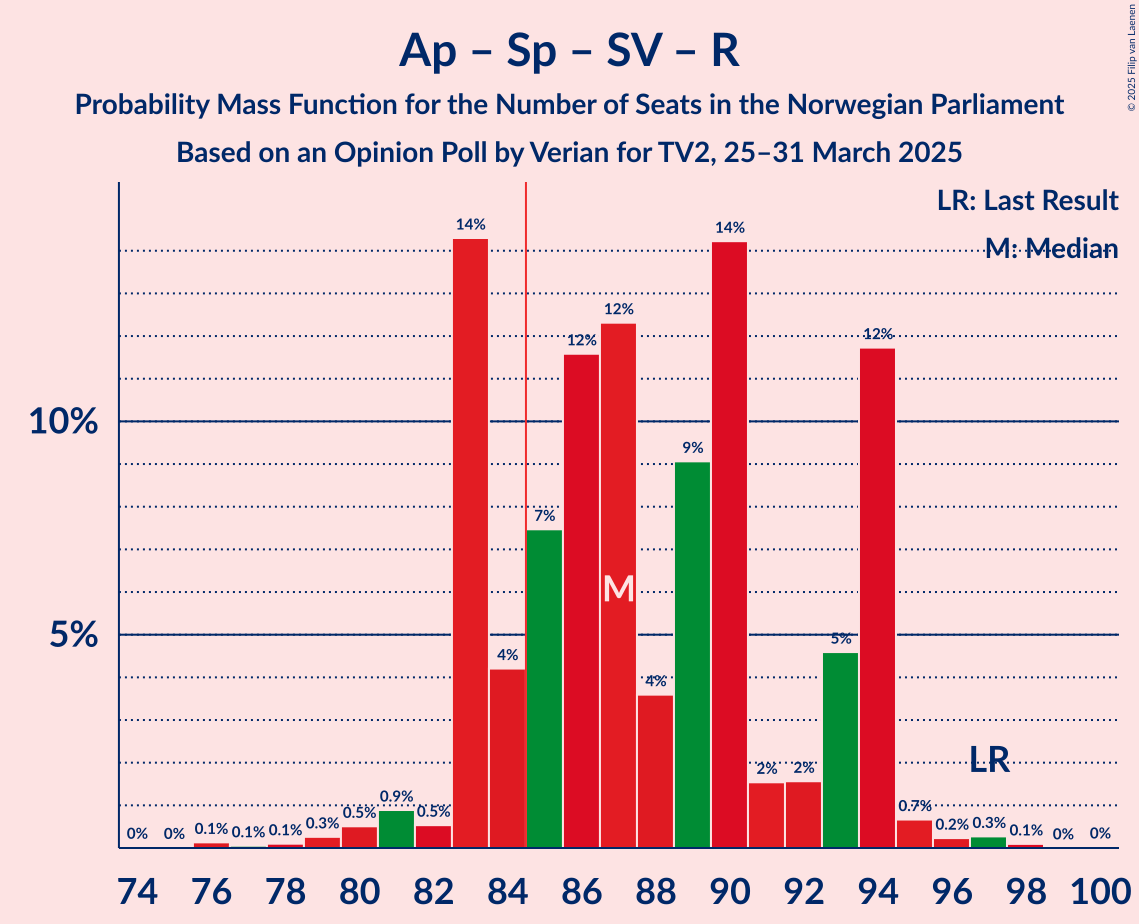 Ap – Sp – SV – R
Probability Mass Function for the Number of Seats in the Norwegian Parliament
Based on an Opinion Poll by Verian for TV2, 25–31 March 2025
© 2025 Filip van Laenen
LR: Last Result
M: Median
10%
5%
0% 0% 0.1% 0.1% 0.1% 0.3% 0.5% 0.9% 0.5% 14% 4% 7% 12% 12% 4% 9% 14% 2% 2% 5% 12% 0.7% 0.2% 0.3% 0.1% 0% 0%
M
LR
74 76 78 80 82 84 86 88 90 92 94 96 98 100